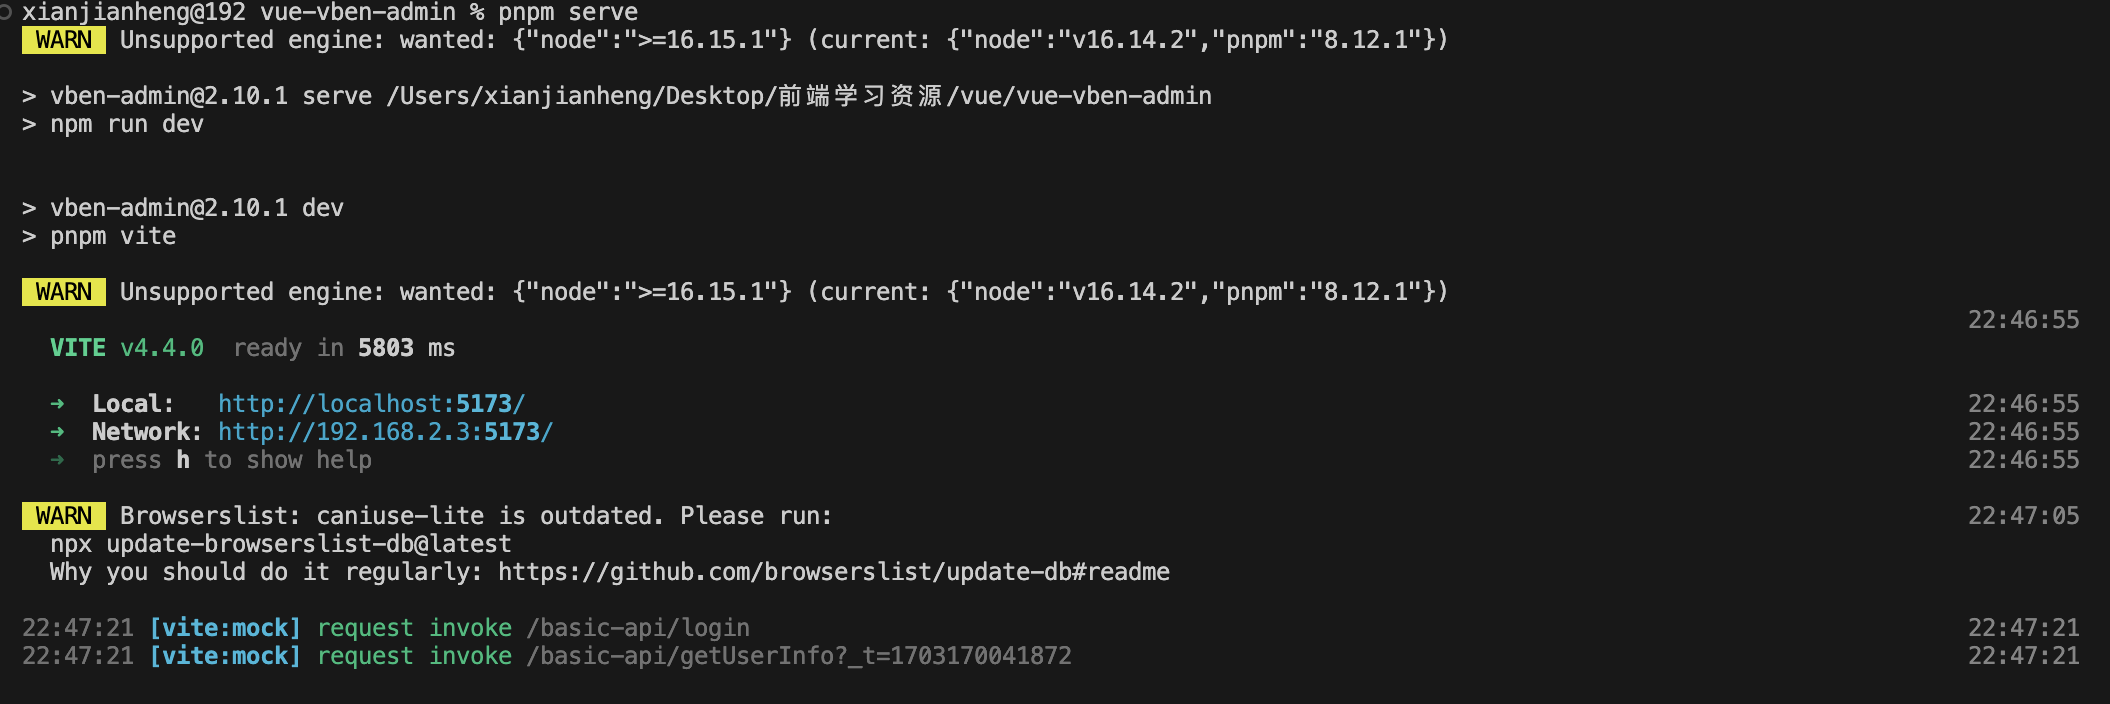 xianjianheng@192 vue-vben-admin % pnpm serve
WARN Unsupported engine: wanted: {"node":">=16.15.1"} (current: {"node":"v16.14.2","pnpm":"8.12.1"})
> vben-admin@2.10.1 serve /Users/xianjianheng/Desktop/前端学习资源/vue/vue-vben-admin
> npm run dev
> vben-admin@2.10.1 dev
> pnpm vite
WARN Unsupported engine: wanted: {"node":">=16.15.1"} (current: {"node":"v16.14.2","pnpm":"8.12.1"})
22:46:55
VITE v4.4.0 ready in 5803 ms
➜ Local: http://localhost:5173/ 22:46:55
➜ Network: http://192.168.2.3:5173/ 22:46:55
➜ press h to show help 22:46:55
WARN Browserslist: caniuse-lite is outdated. Please run: 22:47:05
npx update-browserslist-db@latest
Why you should do it regularly: https://github.com/browserslist/update-db#readme
22:47:21 [vite:mock] request invoke /basic-api/login 22:47:21
22:47:21 [vite:mock] request invoke /basic-api/getUserInfo?_t=1703170041872 22:47:21